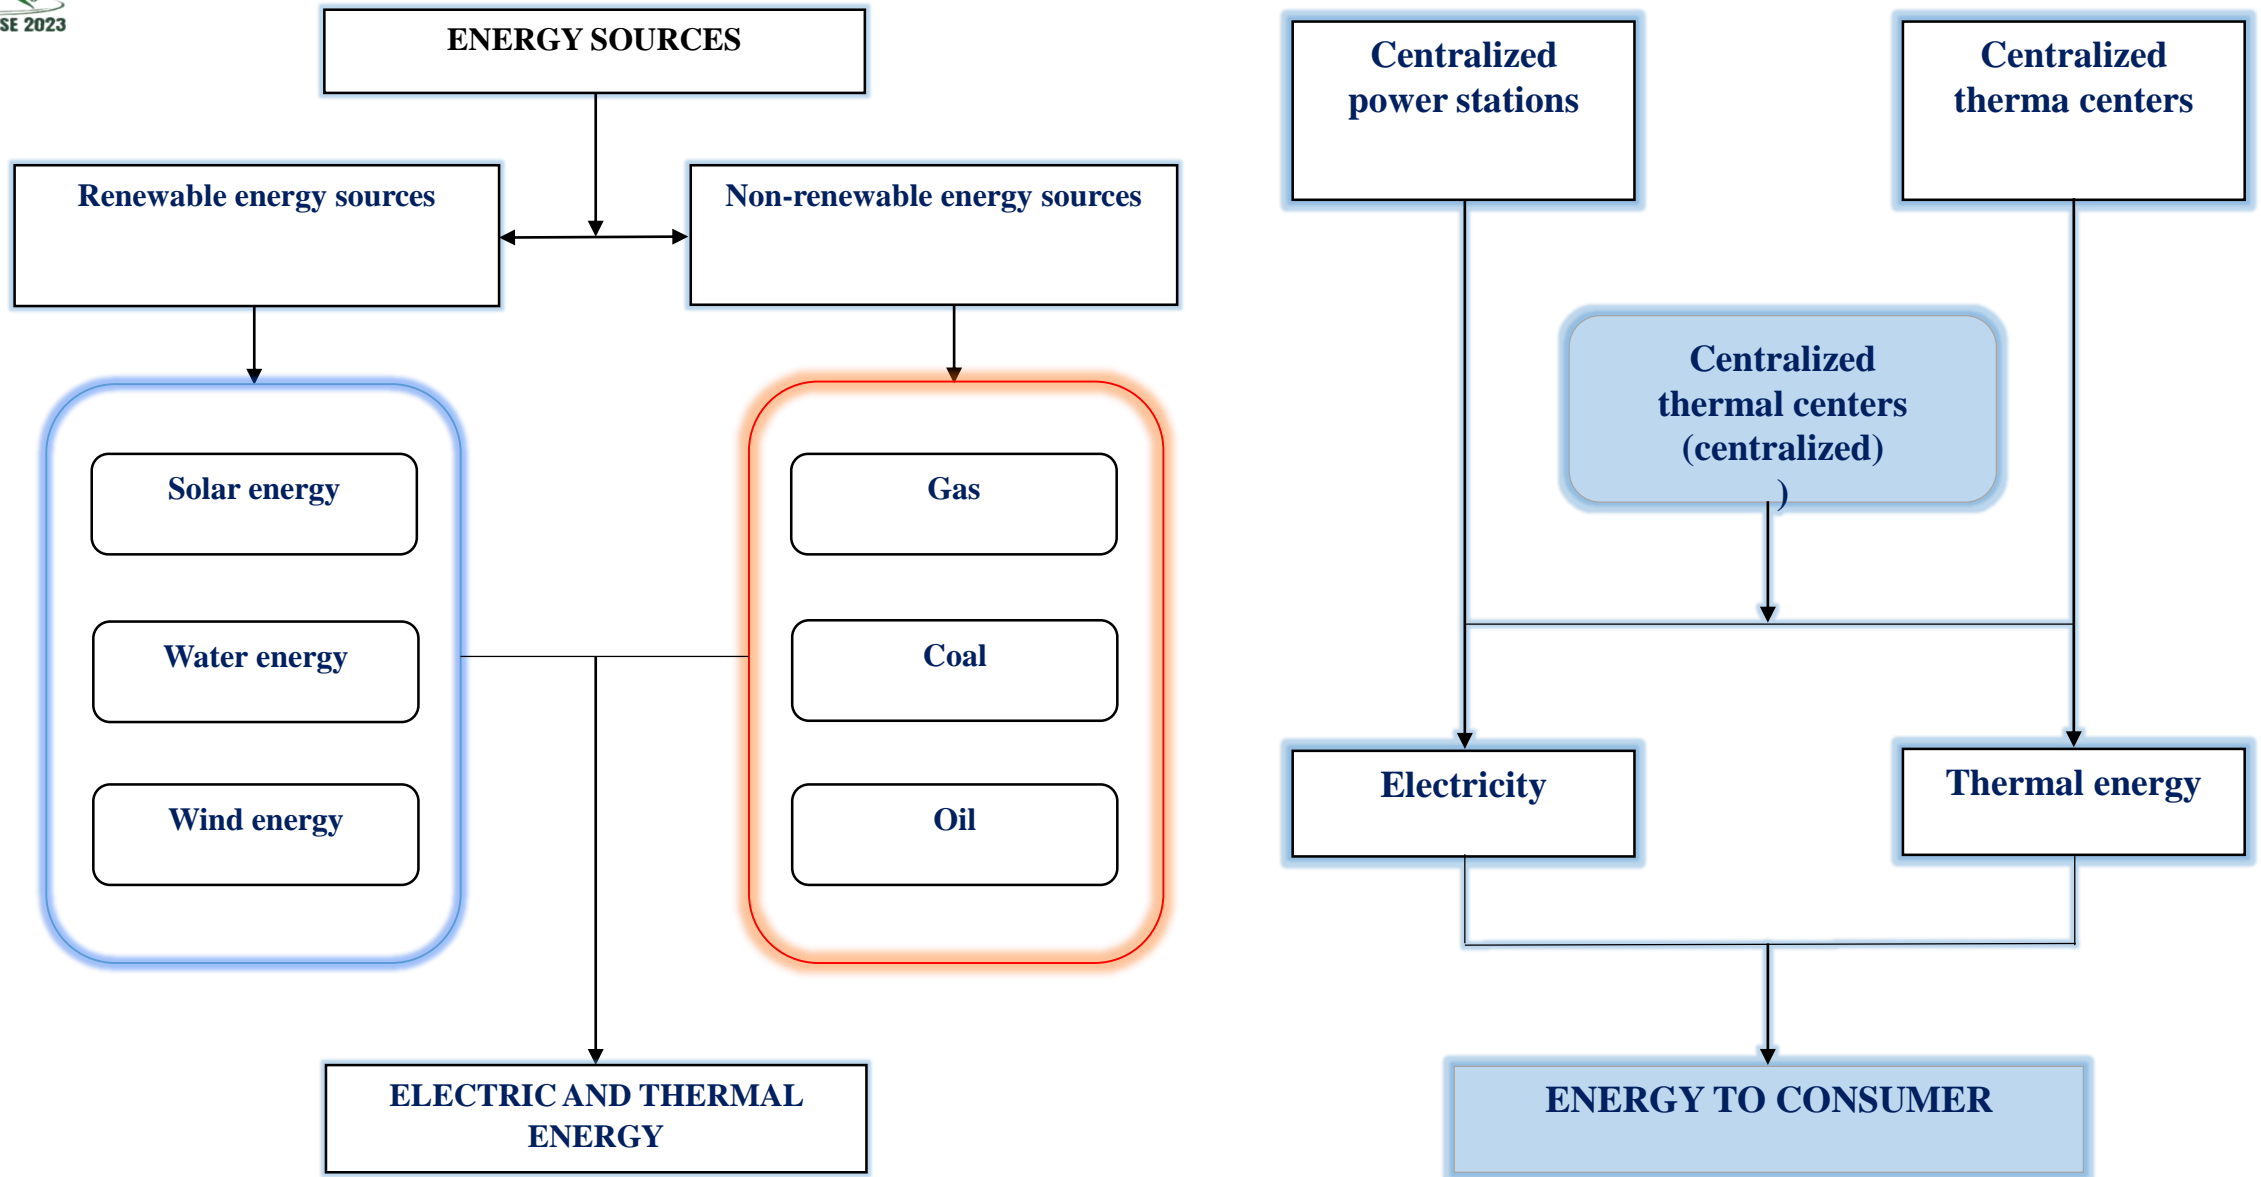 SE 2023
ENERGY SOURCES
Renewable energy sources
Non-renewable energy sources
Solar energy
Water energy
Wind energy
Gas
Coal
Oil
ELECTRIC AND THERMAL
ENERGY
Centralized
power stations
Centralized
therma centers
Centralized
thermal centers
(centralized)
)
Electricity
Thermal energy
ENERGY TO CONSUMER